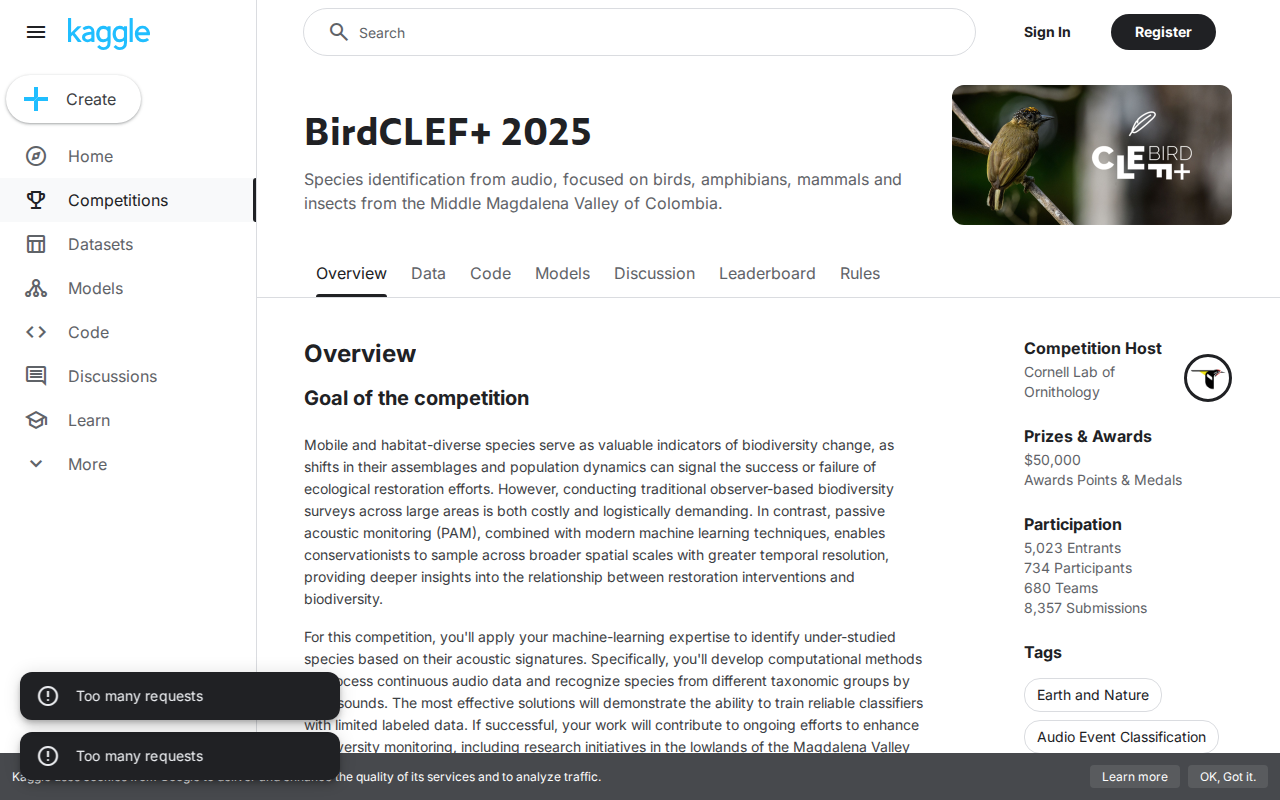 kaggle
Search
Sign In
Register
Create
Home
Competitions
Datasets
Models
Code
Discussions
Learn
More
BirdCLEF+ 2025
Species identification from audio, focused on birds, amphibians, mammals and
insects from the Middle Magdalena Valley of Colombia.
CLEF+ BIRD
Overview Data Code Models Discussion Leaderboard Rules
Overview
Goal of the competition
Mobile and habitat-diverse species serve as valuable indicators of biodiversity change, as
shifts in their assemblages and population dynamics can signal the success or failure of
ecological restoration efforts. However, conducting traditional observer-based biodiversity
surveys across large areas is both costly and logistically demanding. In contrast, passive
acoustic monitoring (PAM), combined with modern machine learning techniques, enables
conservationists to sample across broader spatial scales with greater temporal resolution,
providing deeper insights into the relationship between restoration interventions and
biodiversity.
For this competition, you'll apply your machine-learning expertise to identify under-studied
species based on their acoustic signatures. Specifically, you'll develop computational methods
continuous audio data and recognize species from different taxonomic groups by
sounds. The most effective solutions will demonstrate the ability to train reliable classifiers
with limited labeled data. If successful, your work will contribute to ongoing efforts to enhance
monitoring, including research initiatives in the lowlands of the Magdalena Valley
Competition Host
Cornell Lab of
Ornithology
Prizes & Awards
$50,000
Awards Points & Medals
Participation
5,023 Entrants
734 Participants
680 Teams
8,357 Submissions
Tags
Earth and Nature
Audio Event Classification
Too many requests
Too many requests
the quality of its services and to analyze traffic.
Learn more
OK, Got it.